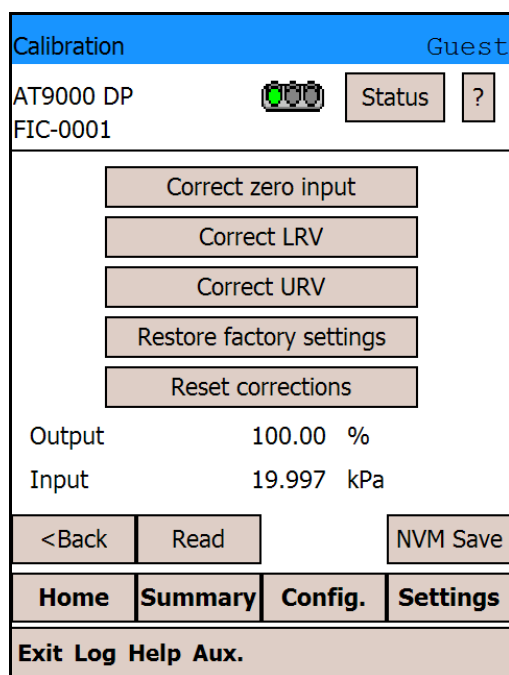 Calibration Guest
AT9000 DP Status ?
FIC-0001
Correct zero input
Correct LRV
Correct URV
Restore factory settings
Reset corrections
Output 100.00 %
Input 19.997 kPa
<Back Read NVM Save
Home Summary Config. Settings
Exit Log Help Aux.